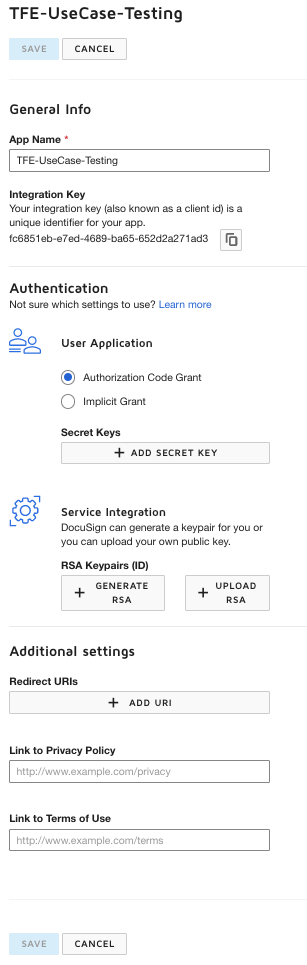 TFE-UseCase-Testing
SAVE CANCEL
General Info
App Name *
TFE-UseCase-Testing
Integration Key
Your integration key (also known as a client id) is a
unique identifier for your app.
fc6851eb-e7ed-4689-ba65-652d2a271ad3
Authentication
Not sure which settings to use? Learn more
User Application
Authorization Code Grant
Implicit Grant
Secret Keys
+ ADD SECRET KEY
Service Integration
DocuSign can generate a keypair for you or
you can upload your own public key.
RSA Keypairs (ID)
+ GENERATE RSA
+ UPLOAD RSA
Additional settings
Redirect URIs
+ ADD URI
Link to Privacy Policy
http://www.example.com/privacy
Link to Terms of Use
http://www.example.com/terms
SAVE CANCEL